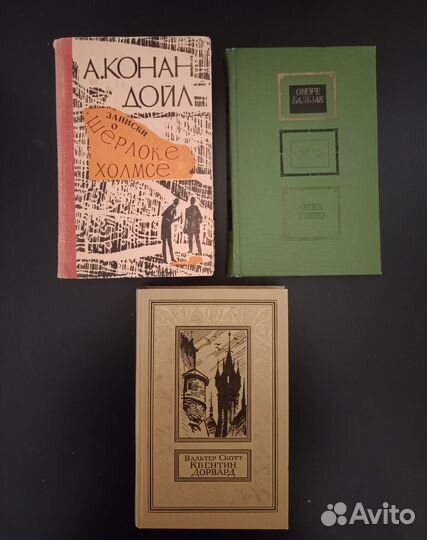 А.КОНАН
ДОЙЛ
ЗАПИСКИ
О
ШЕРЛОКЕ
ХОЛМСЕ
ОНОРЕ
БАЛЬЗАК
ОТЕЦ
ГОРИО
ВАЛЬТЕР СКОТТ
КВЕНТИН
ДОРВАРД
Avito